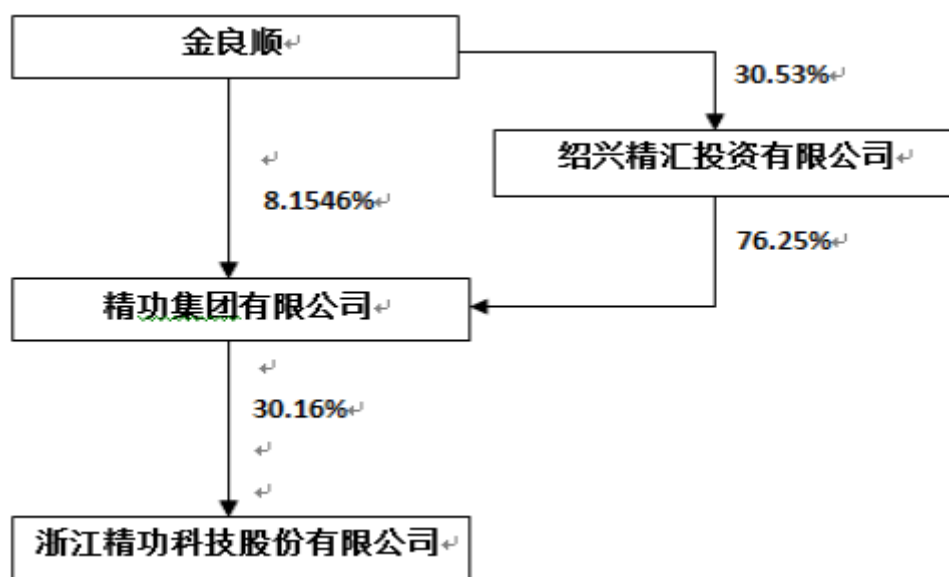 金良顺
30.53%
绍兴精汇投资有限公司
8.1546%
76.25%
精功集团有限公司
30.16%
浙江精功科技股份有限公司